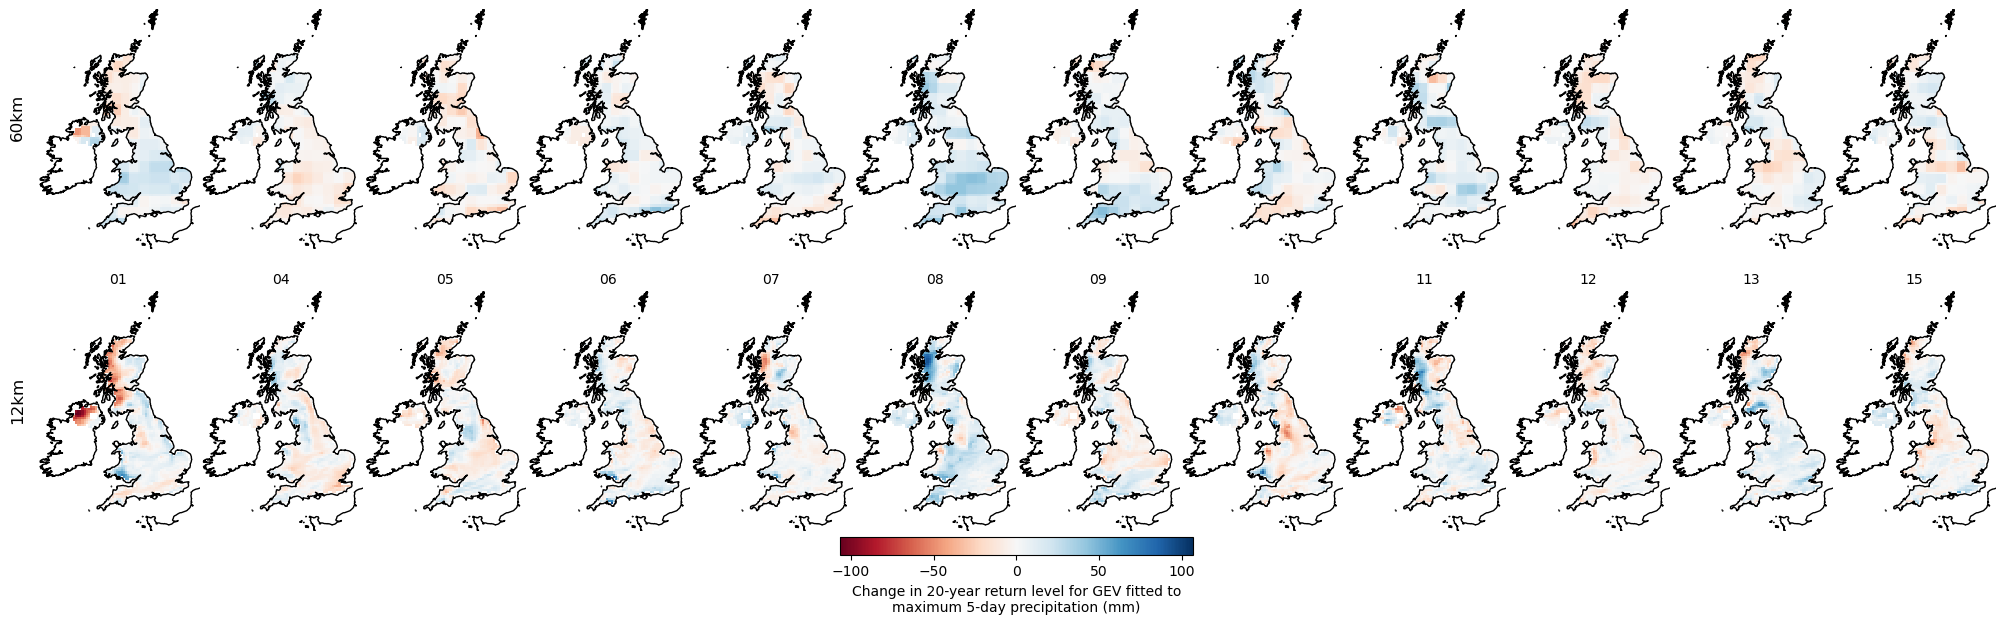 60km
01 04 05 06 07 08 09 10 11 12 13 15
12km
−100 −50 0 50 100
Change in 20-year return level for GEV fitted to
maximum 5-day precipitation (mm)